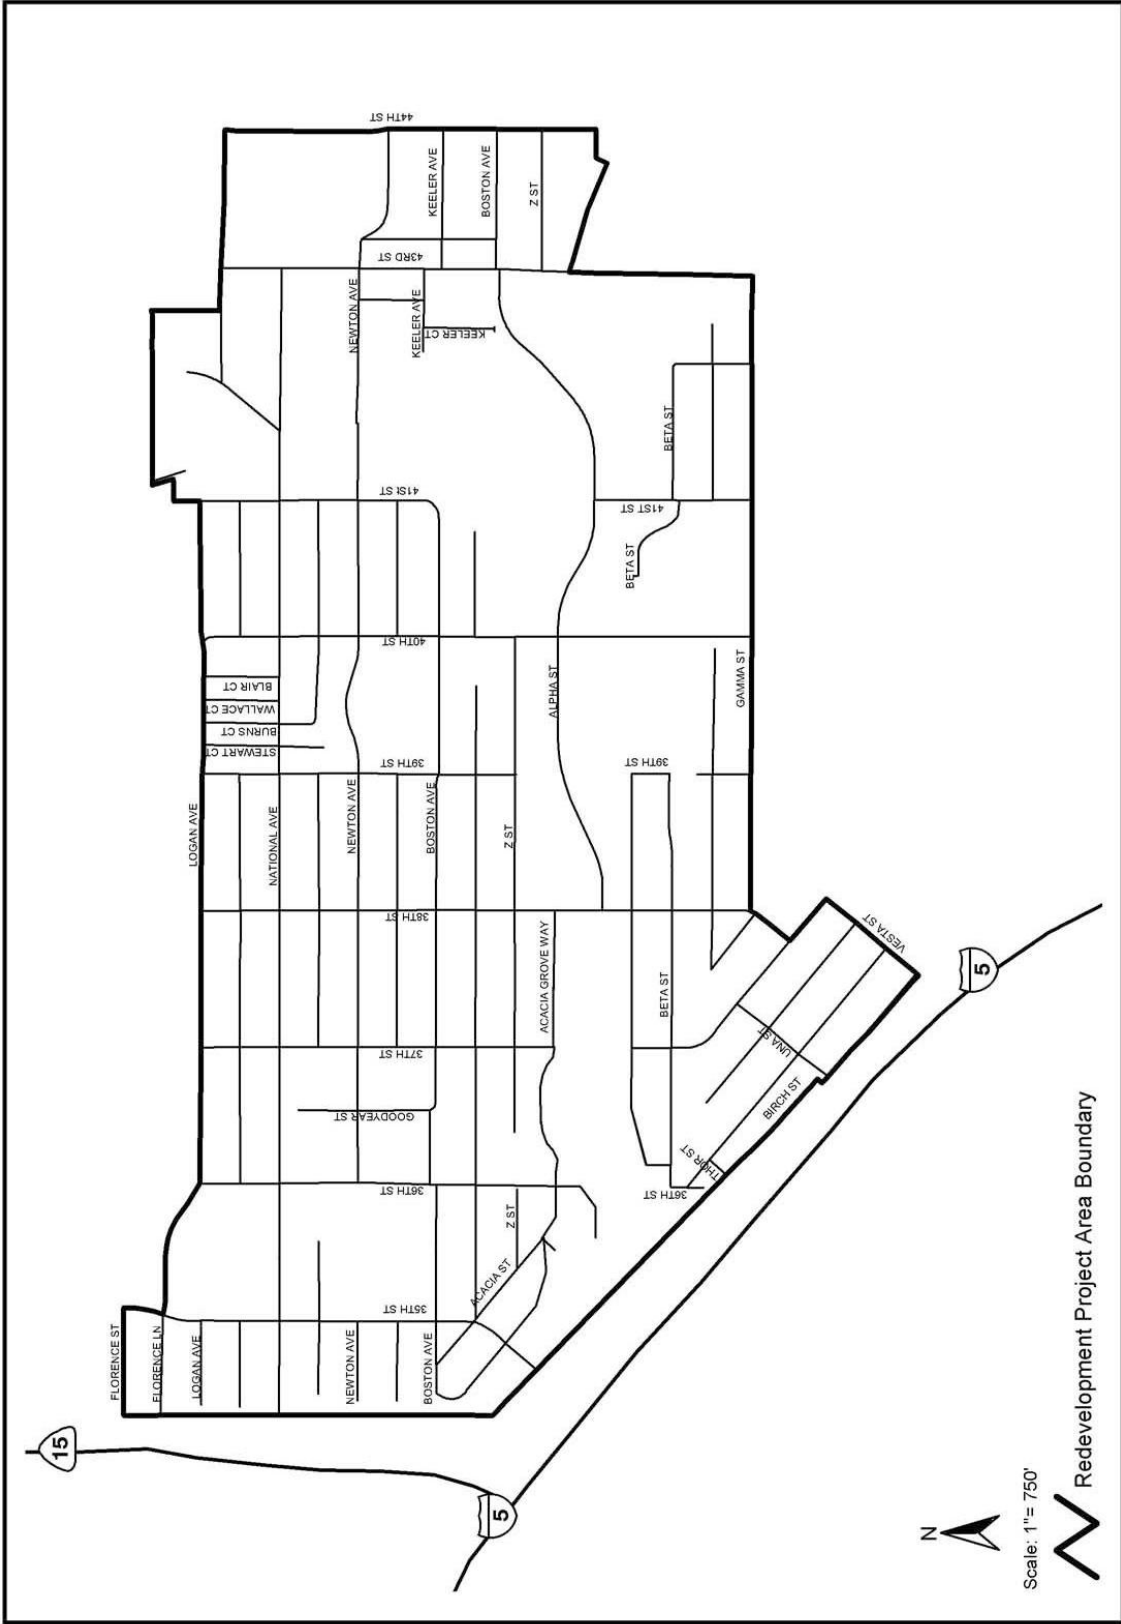 FLORENCE ST
FLORENCE LN
LOGAN AVE
NEWTON AVE
BOSTON AVE
35TH ST
ACACIA ST
Z ST
36TH ST
GOODYEAR ST
37TH ST
ACACIA GROVE WAY
38TH ST
LOGAN AVE
NATIONAL AVE
NEWTON AVE
BOSTON AVE
Z ST
39TH ST
STEWART CT
BURNS CT
WALLACE CT
BLAIR CT
40TH ST
ALPHA ST
41St ST
NEWTON AVE
KEELER AVE
KEELER CT
43RD ST
KEELER AVE
BOSTON AVE
Z ST
44TH ST
BETA ST
41ST ST
BETA ST
GAMMA ST
39TH ST
BETA ST
36TH ST
THOR ST
BIRCH ST
UNA ST
VESTA ST
15
5
5
N
Scale: 1"= 750'
Redevelopment Project Area Boundary